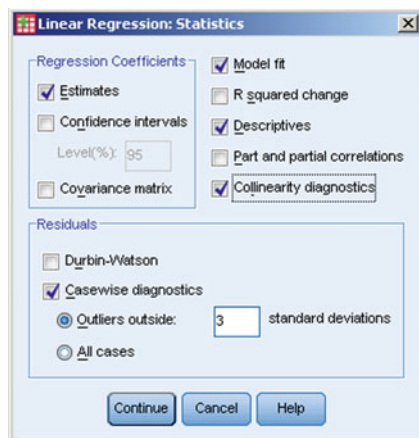 Linear Regression: Statistics
Regression Coefficients
Estimates
Confidence intervals
Level(%): 95
Covariance matrix
Model fit
R squared change
Descriptives
Part and partial correlations
Collinearity diagnostics
Residuals
Durbin-Watson
Casewise diagnostics
Outliers outside: 3 standard deviations
All cases
Continue Cancel Help